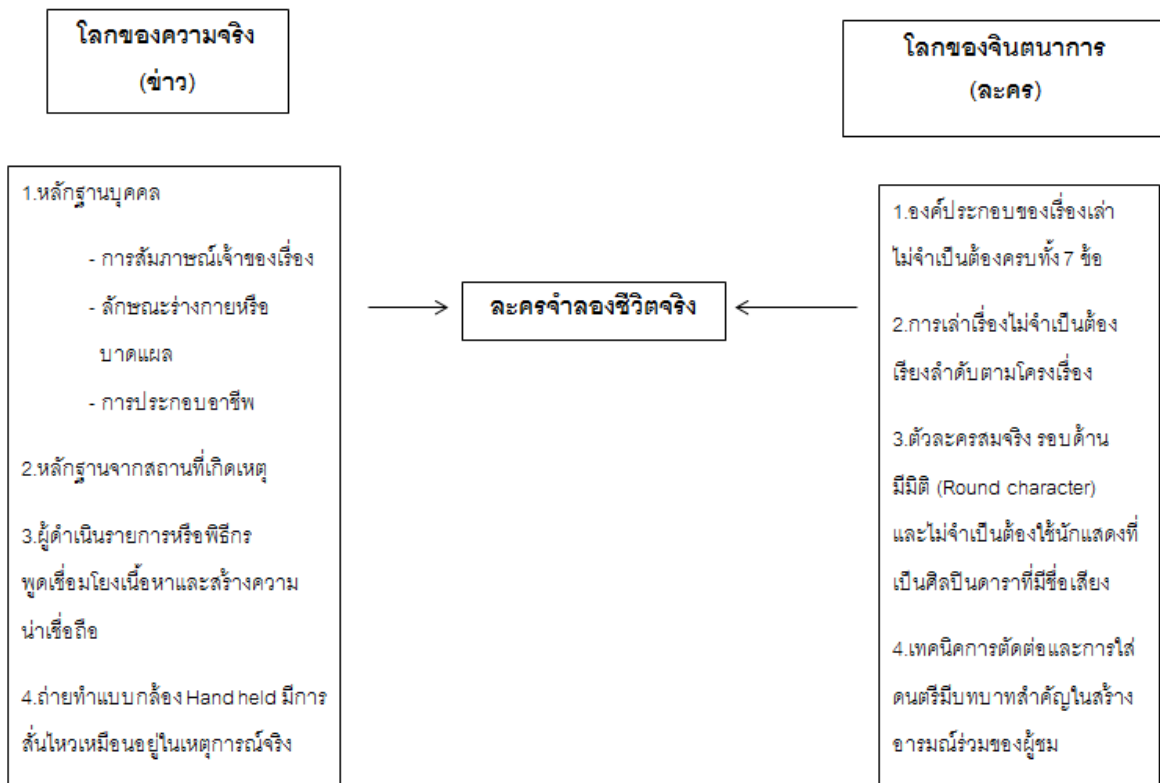 โลกของความจริง
(ข่าว)
โลกของจินตนาการ
(ละคร)
1.หลักฐานบุคคล
- การสัมภาษณ์เจ้าของเรื่อง
- ลักษณะร่างกายหรือ
บาดแผล
- การประกอบอาชีพ
2.หลักฐานจากสถานที่เกิดเหตุ
3.ผู้ดำเนินรายการหรือพิธีกร
พูดเชื่อมโยงเนื้อหาและสร้างความ
น่าเชื่อถือ
4.ถ่ายทำแบบกล้อง Hand held มีการ
สั่นไหวเหมือนอยู่ในเหตุการณ์จริง
ละครจำลองชีวิตจริง
1.องค์ประกอบของเรื่องเล่า
ไม่จำเป็นต้องครบทั้ง 7 ข้อ
2.การเล่าเรื่องไม่จำเป็นต้อง
เรียงลำดับตามโครงเรื่อง
3.ตัวละครสมจริง รอบด้าน
มีมิติ (Round character)
และไม่จำเป็นต้องใช้นักแสดงที่
เป็นศิลปินดาราที่มีชื่อเสียง
4.เทคนิคการตัดต่อและการใส่
ดนตรีมีบทบาทสำคัญในสร้าง
อารมณ์ร่วมของผู้ชม